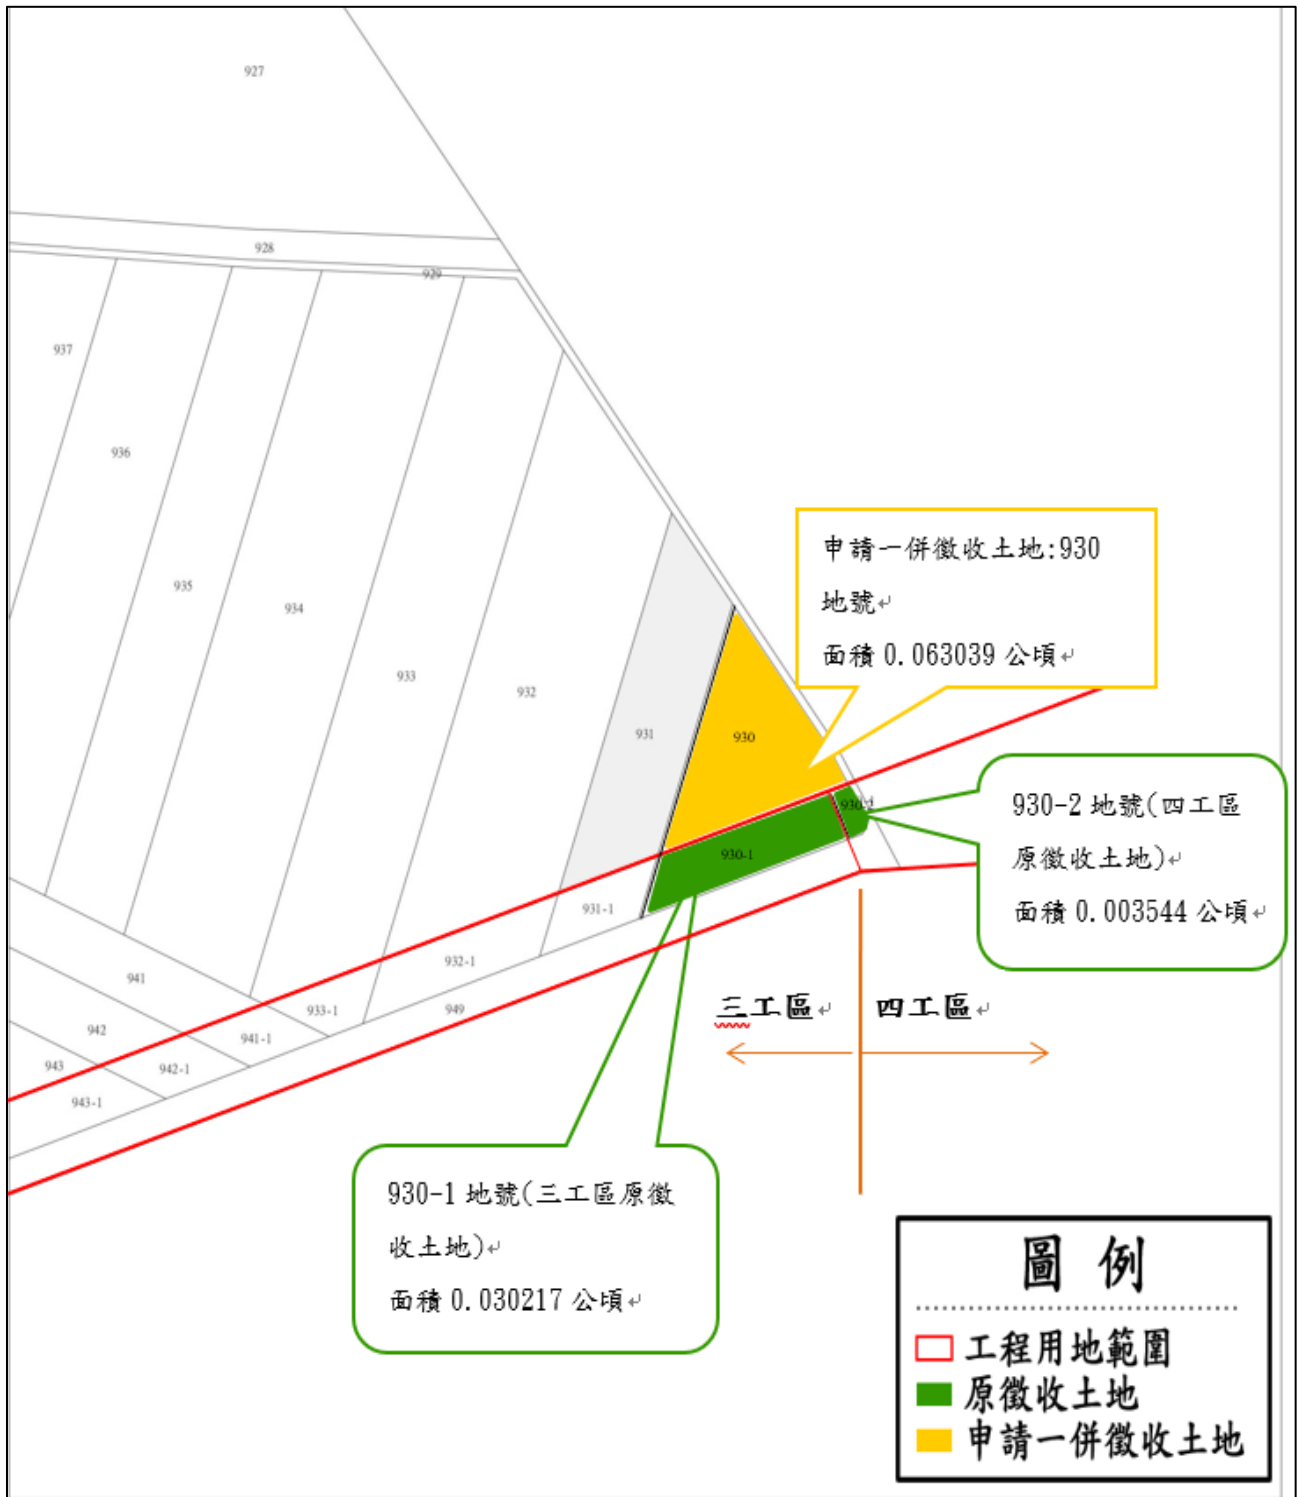 927
928
929
937
936
935
934
933
932
931
930
申請一併徵收土地:930
地號↵
面積 0.063039 公頃↵
930-2
930-2 地號(四工區
原徵收土地)↵
面積 0.003544 公頃↵
930-1
931-1
932-1
933-1
949
941
941-1
942
942-1
943
943-1
三工區↵
四工區↵
930-1 地號(三工區原徵
收土地)↵
面積 0.030217 公頃↵
圖 例
工程用地範圍
原徵收土地
申請一併徵收土地